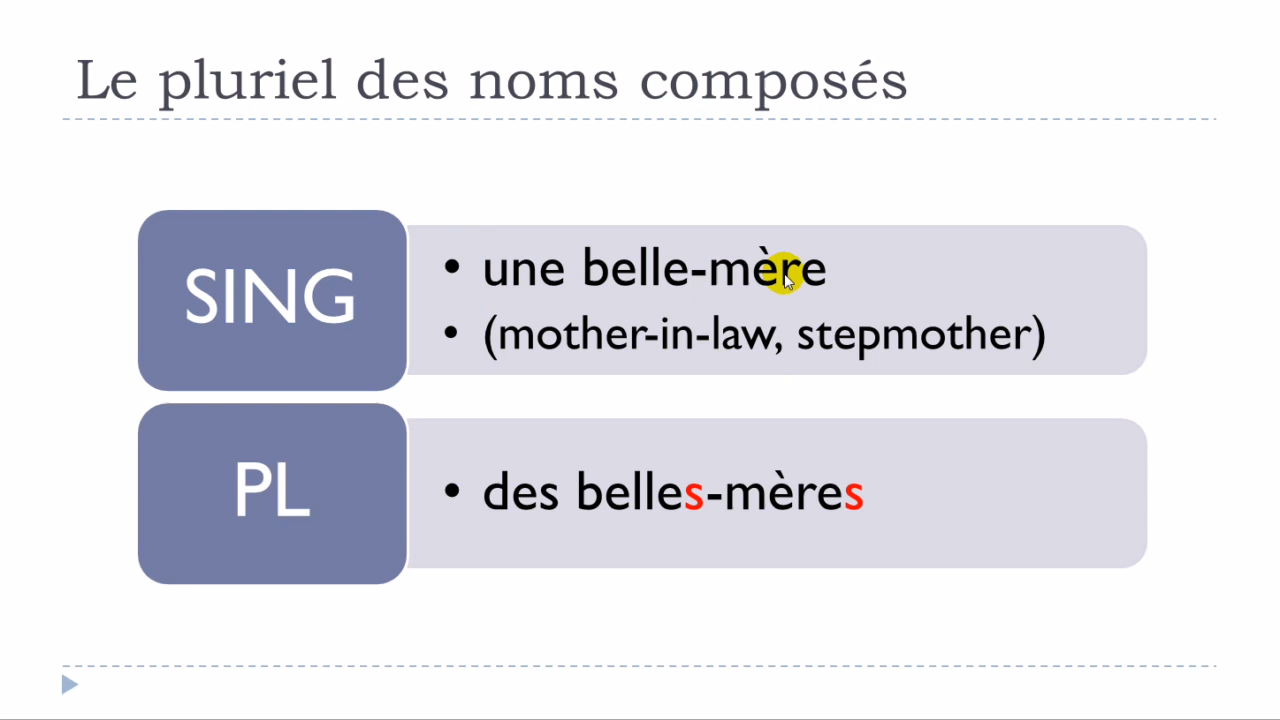 Le pluriel des noms composés
SING
• une belle-mère
• (mother-in-law, stepmother)
PL
• des belles-mères